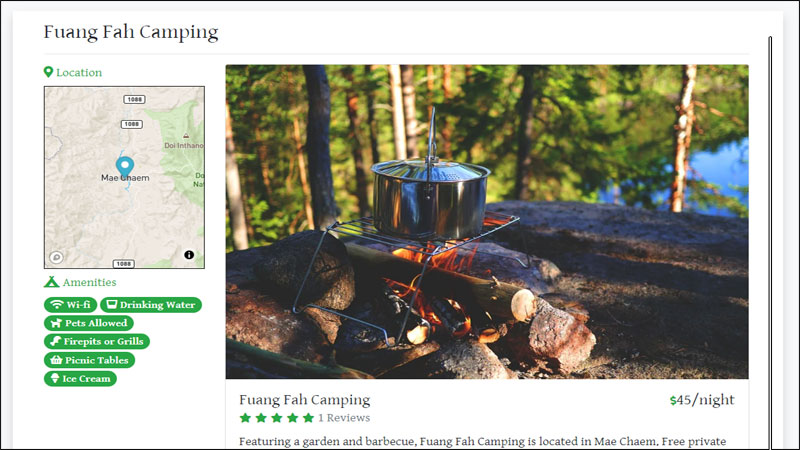 Fuang Fah Camping
Location
1088
1088
Doi Inthano
Mae Chaem
Do
Na
1088
Amenities
Wi-fi
Drinking Water
Pets Allowed
Firepits or Grills
Picnic Tables
Ice Cream
Fuang Fah Camping
$45/night
1 Reviews
Featuring a garden and barbecue, Fuang Fah Camping is located in Mae Chaem. Free private